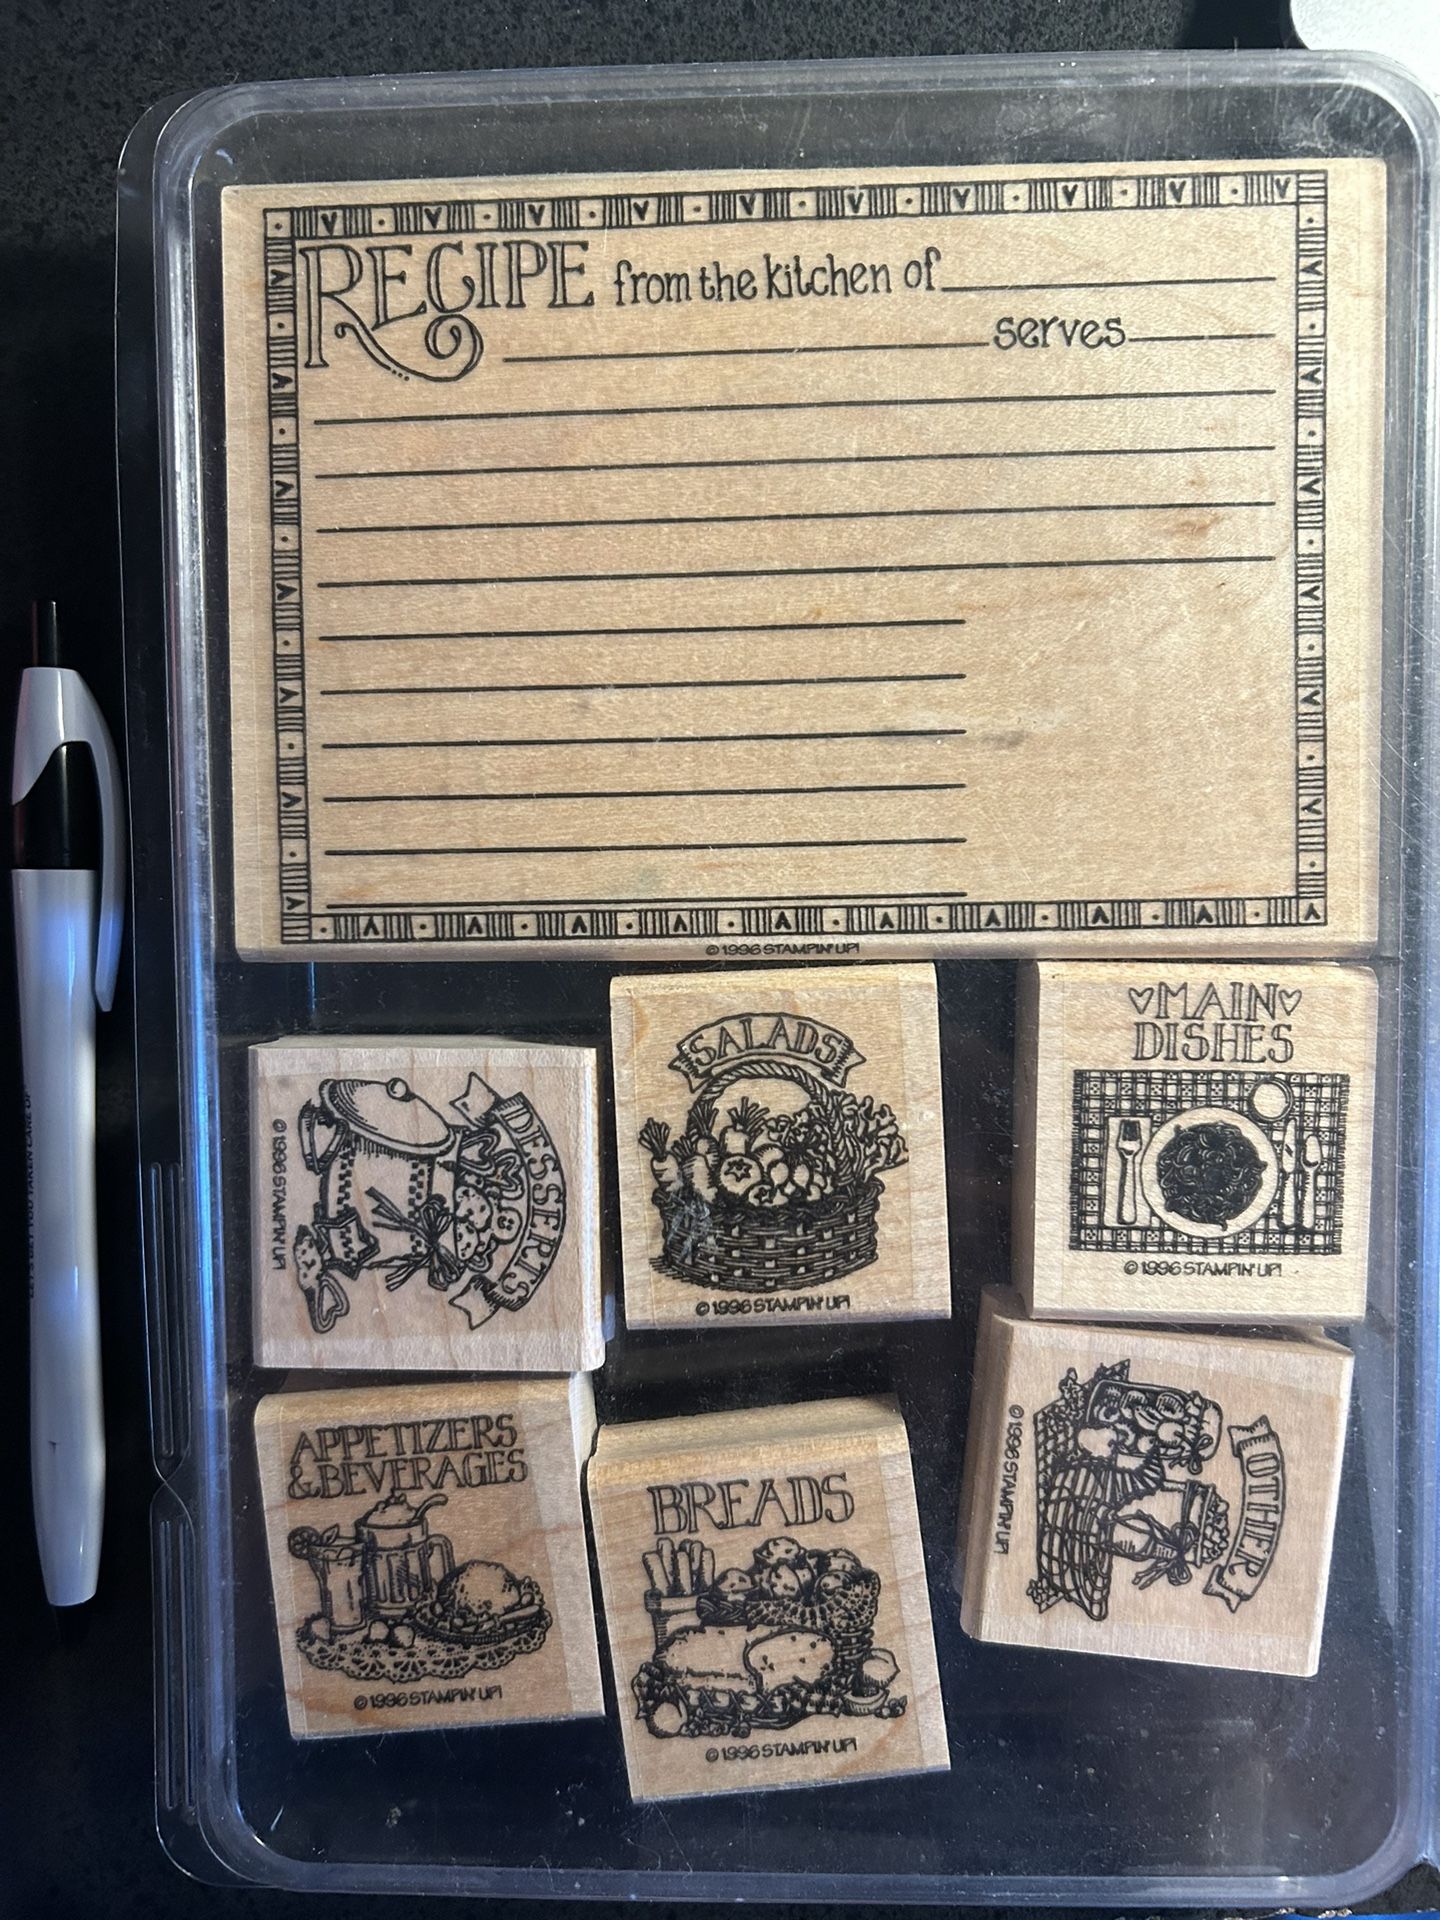 RECIPE from the kitchen of
serves
© 1996 STAMPIN' UP!
DESSERTS
© 1996 STAMPIN' UP!
SALADS
© 1996 STAMPIN' UP!
MAIN
DISHES
© 1996 STAMPIN' UP!
APPETIZERS
& BEVERAGES
© 1996 STAMPIN' UP!
BREADS
© 1996 STAMPIN' UP!
OTHER
© 1996 STAMPIN' UP!